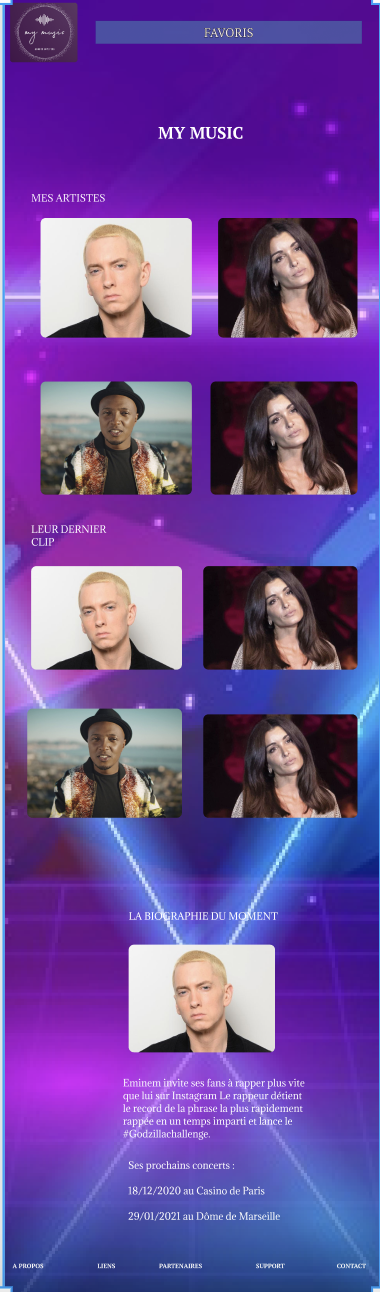 my music
FAVORIS
MY MUSIC
MES ARTISTES
LEUR DERNIER
CLIP
LA BIOGRAPHIE DU MOMENT
Eminem invite ses fans à rapper plus vite
que lui sur Instagram Le rappeur détient
le record de la phrase la plus rapidement
rappée en un temps imparti et lance le
#Godzillachallenge.
Ses prochains concerts :
18/12/2020 au Casino de Paris
29/01/2021 au Dôme de Marseille
A PROPOS LIENS PARTENAIRES SUPPORT CONTACT